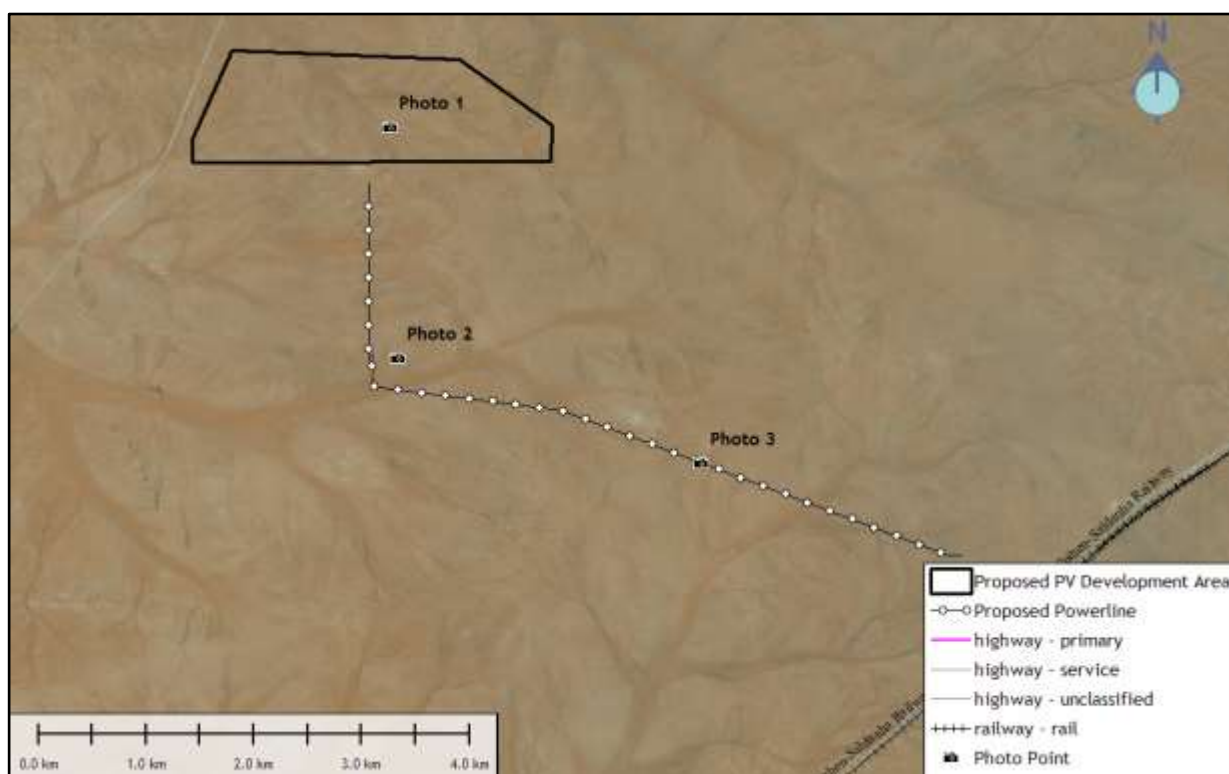 N
Photo 1
Photo 2
Photo 3
Proposed PV Development Area
Proposed Powerline
highway - primary
highway - service
highway - unclassified
railway - rail
Photo Point
0.0 km 1.0 km 2.0 km 3.0 km 4.0 km